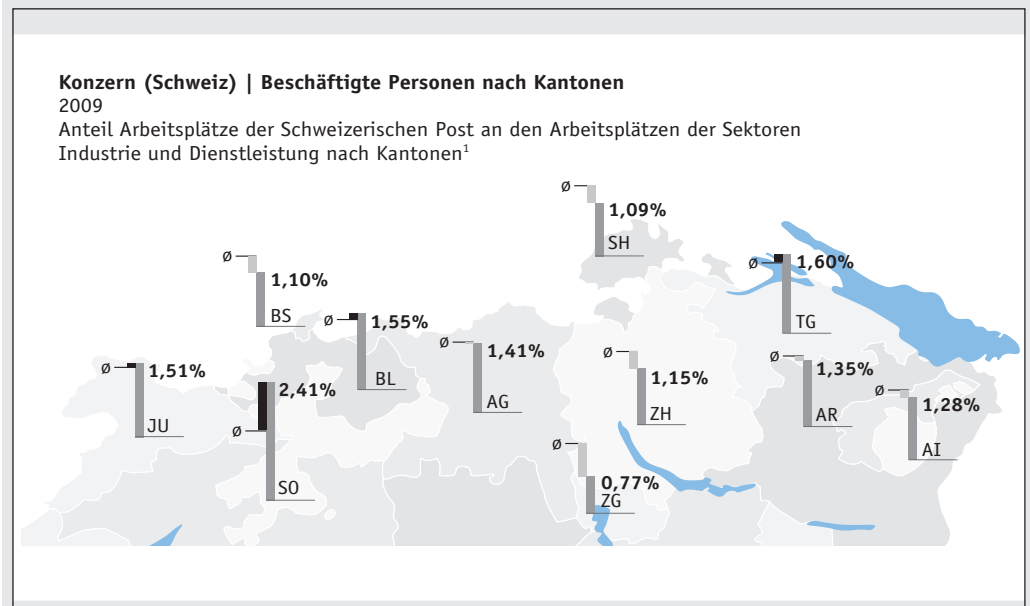 Konzern (Schweiz) | Beschäftigte Personen nach Kantonen
2009
Anteil Arbeitsplätze der Schweizerischen Post an den Arbeitsplätzen der Sektoren
Industrie und Dienstleistung nach Kantonen¹
ø
1,09%
SH
ø
1,10%
BS
ø
1,60%
TG
ø
1,55%
BL
ø
1,41%
AG
ø
1,15%
ZH
ø
1,35%
AR
ø
1,51%
JU
2,41%
ø
SO
ø
1,28%
AI
ø
0,77%
ZG